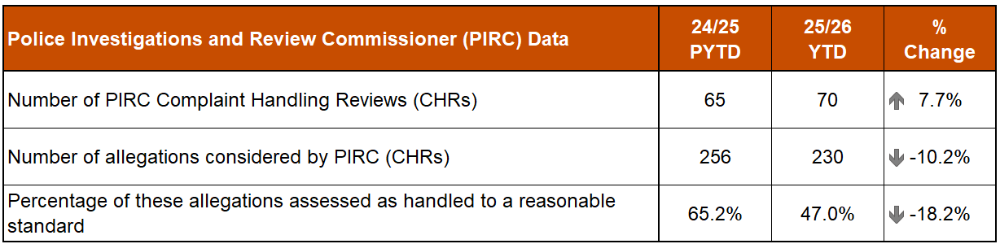 Police Investigations and Review Commissioner (PIRC) Data 24/25 PYTD 25/26 YTD % Change
Number of PIRC Complaint Handling Reviews (CHRs) 65 70 7.7%
Number of allegations considered by PIRC (CHRs) 256 230 -10.2%
Percentage of these allegations assessed as handled to a reasonable
standard 65.2% 47.0% -18.2%